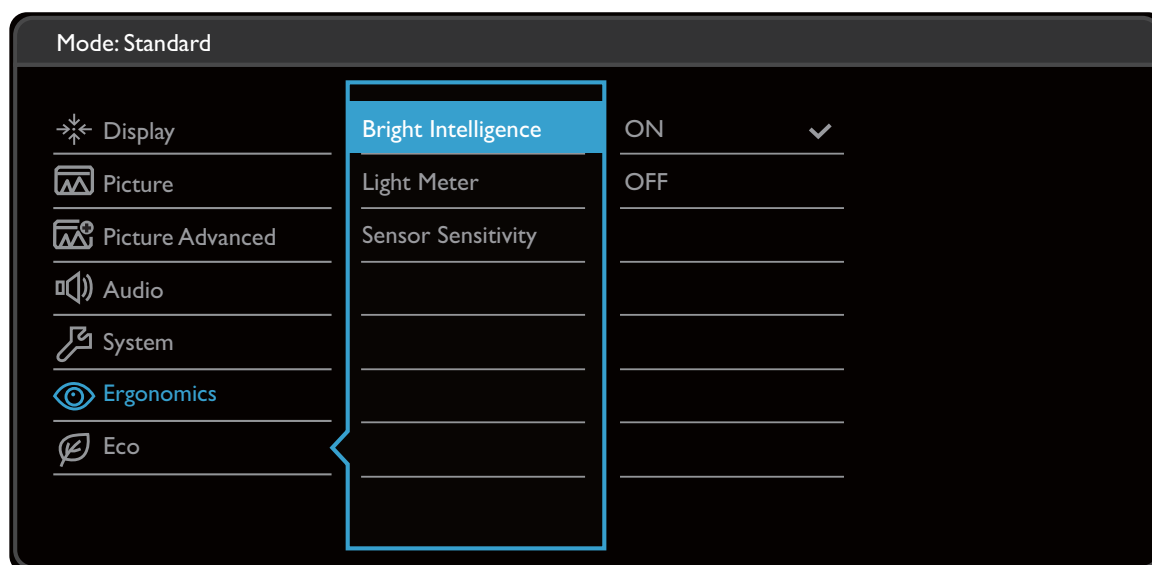 Mode: Standard
Display
Picture
Picture Advanced
Audio
System
Ergonomics
Eco
Bright Intelligence
Light Meter
Sensor Sensitivity
ON
OFF